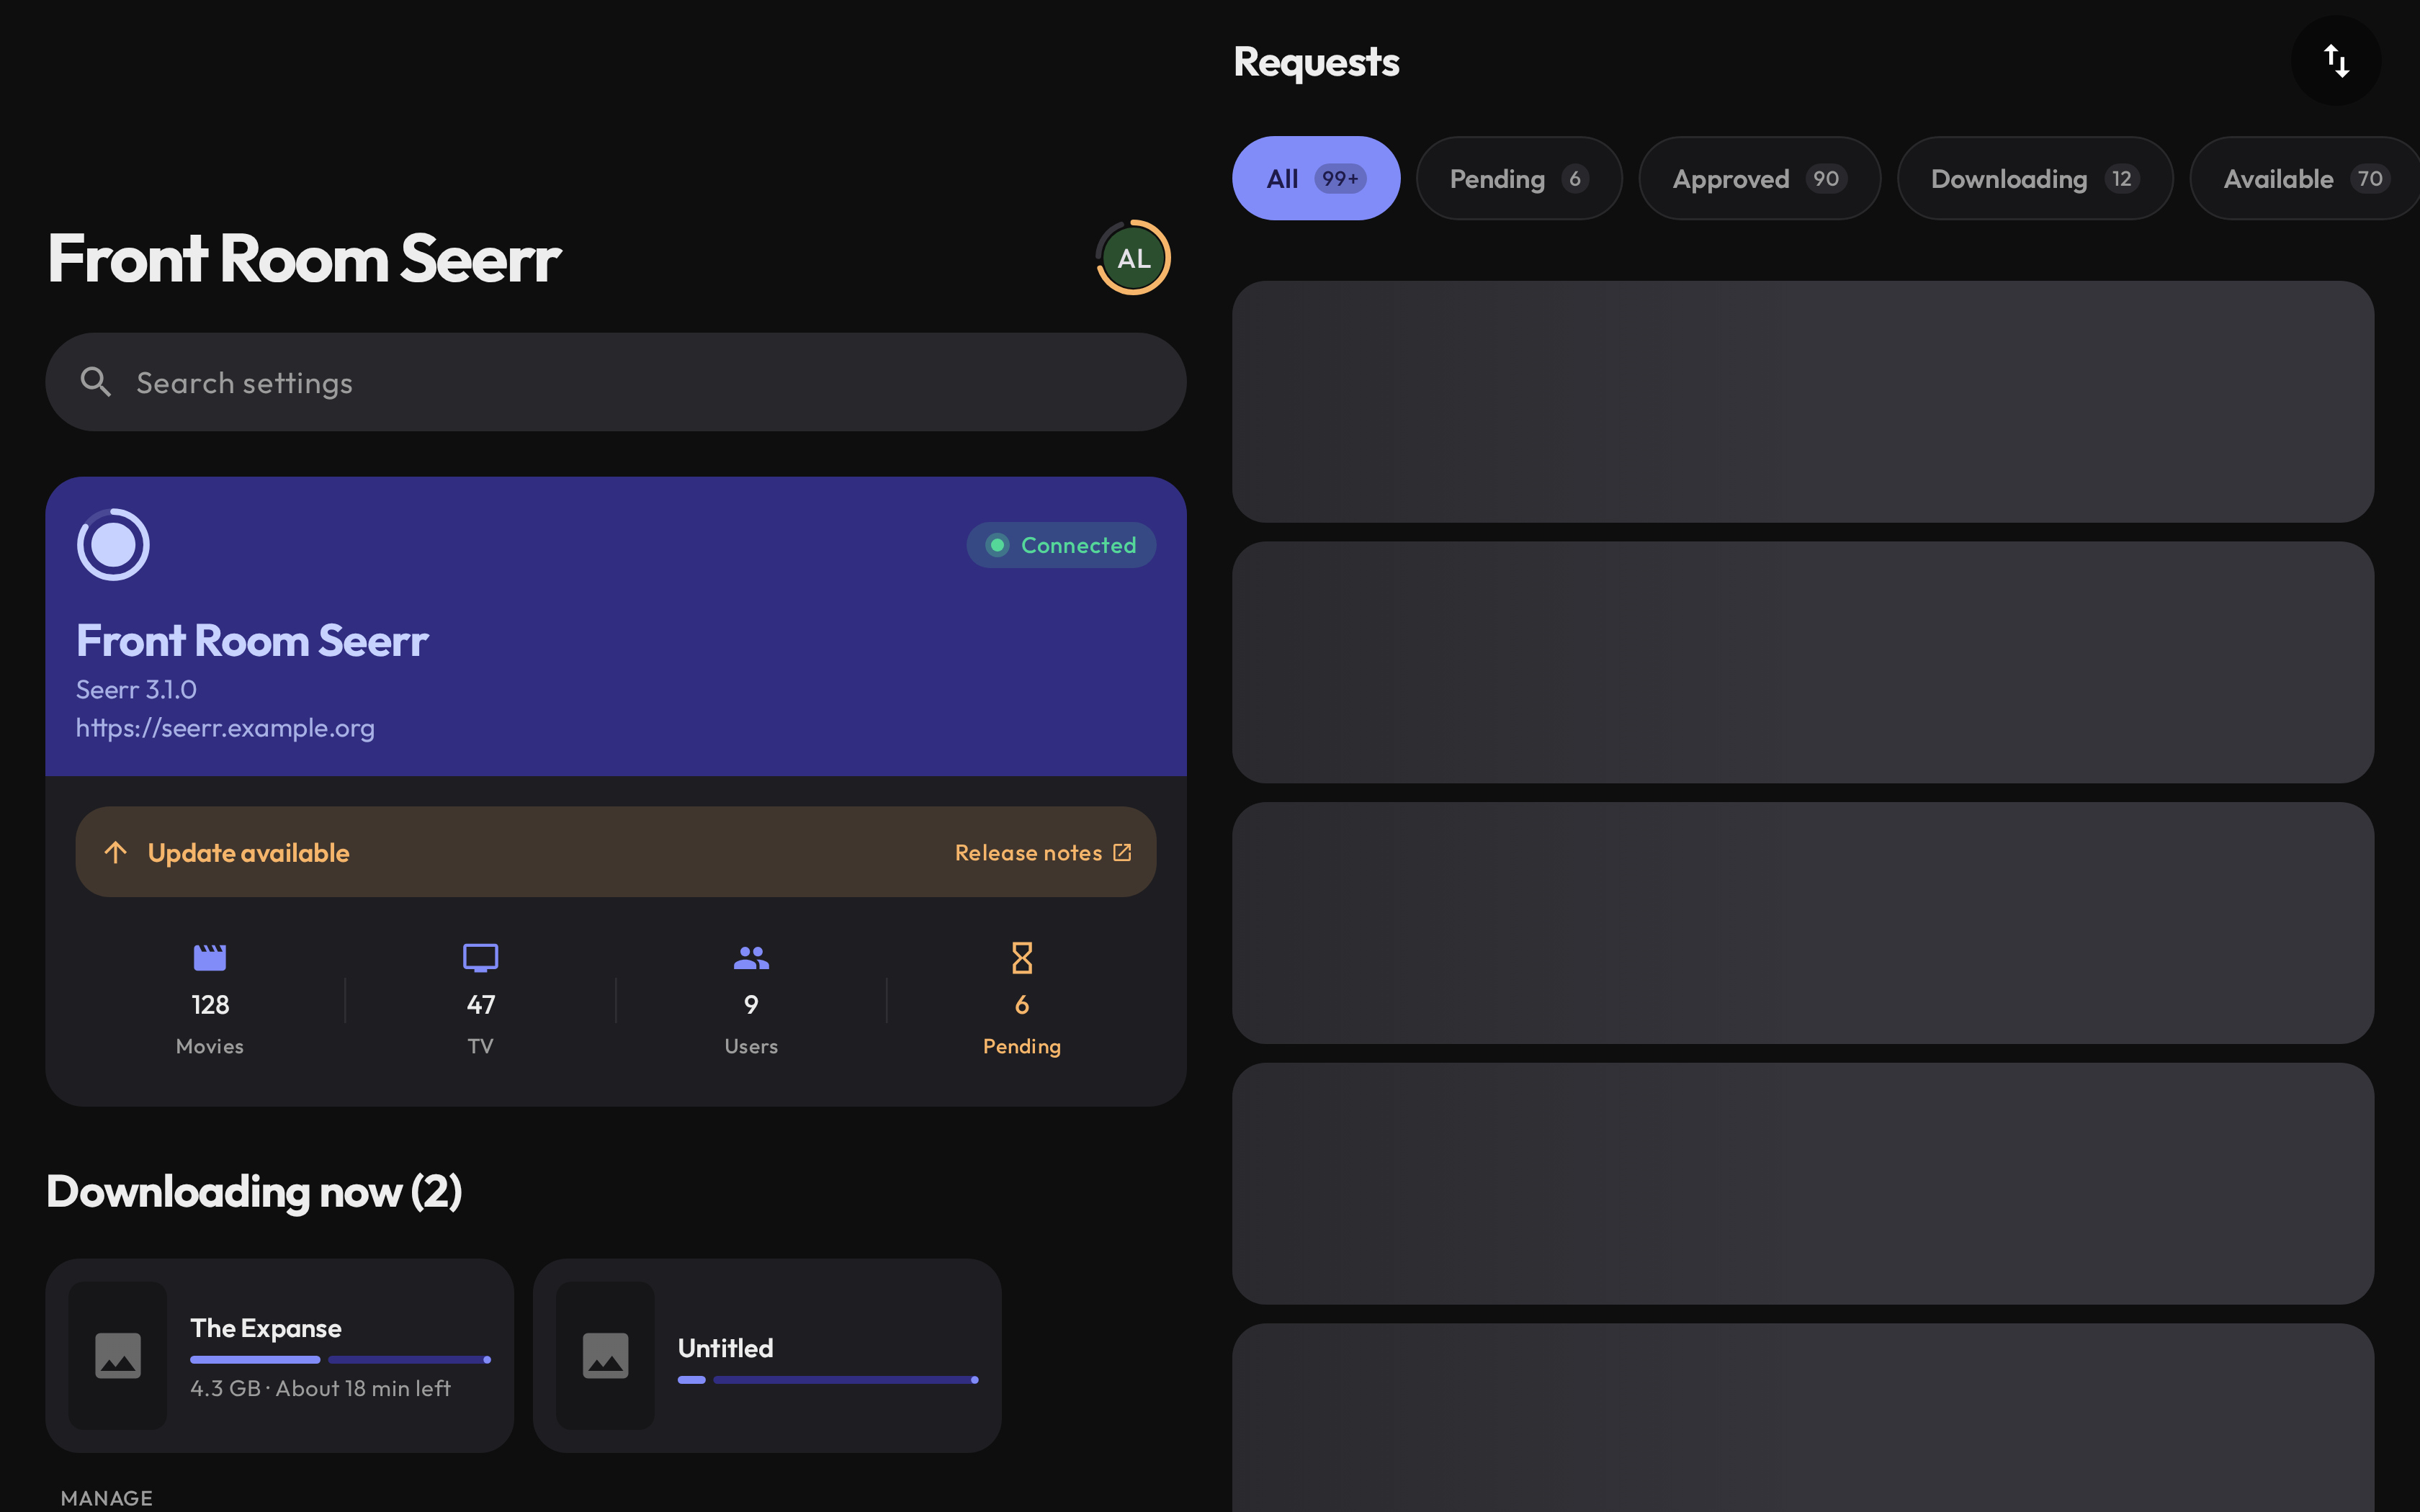 Front Room Seerr
AL
Search settings
Connected
Front Room Seerr
Seerr 3.1.0
https://seerr.example.org
Update available
Release notes
128
Movies
47
TV
9
Users
6
Pending
Downloading now (2)
The Expanse
4.3 GB · About 18 min left
Untitled
MANAGE
Requests
All 99+
Pending 6
Approved 90
Downloading 12
Available 70